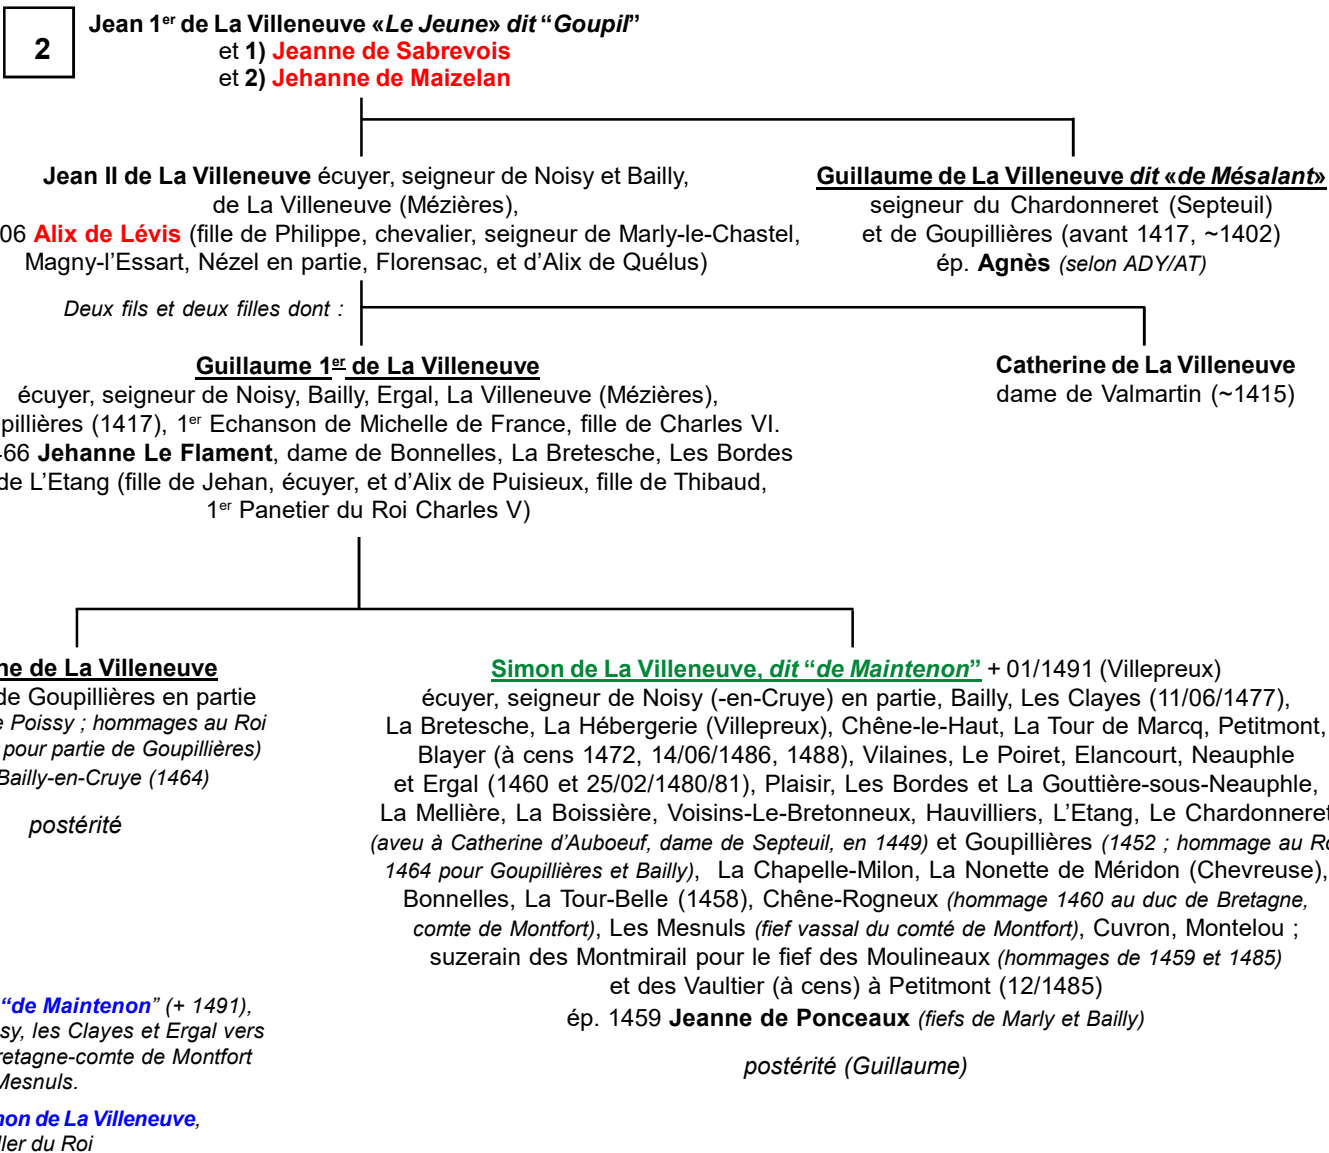 2
Jean 1er de La Villeneuve «Le Jeune» dit “Goupil”
et 1) Jeanne de Sabrevois
et 2) Jehanne de Maizelan
Jean II de La Villeneuve écuyer, seigneur de Noisy et Bailly,
de La Villeneuve (Mézières),
06 Alix de Lévis (fille de Philippe, chevalier, seigneur de Marly-le-Chastel,
Magny-l’Essart, Nézel en partie, Florensac, et d’Alix de Quélus)
Guillaume de La Villeneuve dit «de Mésalant»
seigneur du Chardonneret (Septeuil)
et de Goupillières (avant 1417, ~1402)
ép. Agnès (selon ADY/AT)
Deux fils et deux filles dont :
Guillaume 1er de La Villeneuve
écuyer, seigneur de Noisy, Bailly, Ergal, La Villeneuve (Mézières),
pillières (1417), 1er Echanson de Michelle de France, fille de Charles VI.
66 Jehanne Le Flament, dame de Bonnelles, La Bretesche, Les Bordes
de L’Etang (fille de Jehan, écuyer, et d’Alix de Puisieux, fille de Thibaud,
1er Panetier du Roi Charles V)
Catherine de La Villeneuve
dame de Valmartin (~1415)
ne de La Villeneuve
de Goupillières en partie
e Poissy ; hommages au Roi
pour partie de Goupillières)
Bailly-en-Cruye (1464)
postérité
Simon de La Villeneuve, dit “de Maintenon” + 01/1491 (Villepreux)
écuyer, seigneur de Noisy (-en-Cruye) en partie, Bailly, Les Clayes (11/06/1477),
La Bretesche, La Hébergerie (Villepreux), Chêne-le-Haut, La Tour de Marcq, Petitmont,
Blayer (à cens 1472, 14/06/1486, 1488), Vilaines, Le Poiret, Elancourt, Neauphle
et Ergal (1460 et 25/02/1480/81), Plaisir, Les Bordes et La Gouttière-sous-Neauphle,
La Mellière, La Boissière, Voisins-Le-Bretonneux, Hauvilliers, L’Etang, Le Chardonneret
(aveu à Catherine d’Auboeuf, dame de Septeuil, en 1449) et Goupillières (1452 ; hommage au Ro
1464 pour Goupillières et Bailly), La Chapelle-Milon, La Nonette de Méridon (Chevreuse),
Bonnelles, La Tour-Belle (1458), Chêne-Rogneux (hommage 1460 au duc de Bretagne,
comte de Montfort), Les Mesnuls (fief vassal du comté de Montfort), Cuvron, Montelou ;
suzerain des Montmirail pour le fief des Moulineaux (hommages de 1459 et 1485)
et des Vaultier (à cens) à Petitmont (12/1485)
ép. 1459 Jeanne de Ponceaux (fiefs de Marly et Bailly)
postérité (Guillaume)
“de Maintenon” (+ 1491),
sy, les Clayes et Ergal vers
retagne-comte de Montfort
Mesnuls.
non de La Villeneuve,
ller du Roi